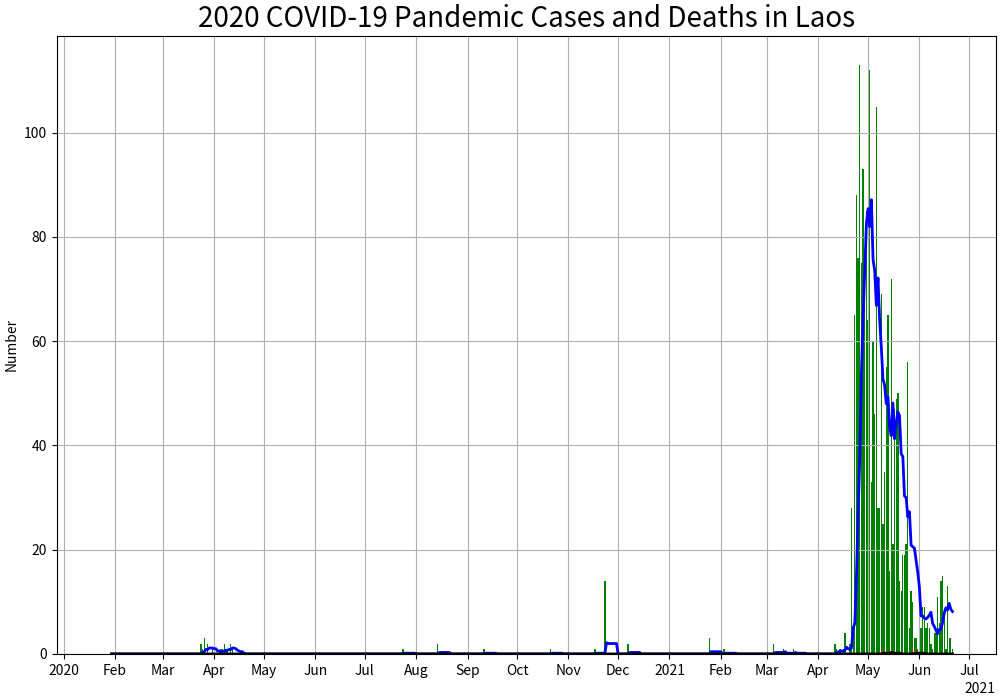 2020 COVID-19 Pandemic Cases and Deaths in Laos
Number
100
80
60
40
20
0
2020 Feb Mar Apr May Jun Jul Aug Sep Oct Nov Dec 2021 Feb Mar Apr May Jun Jul
2021